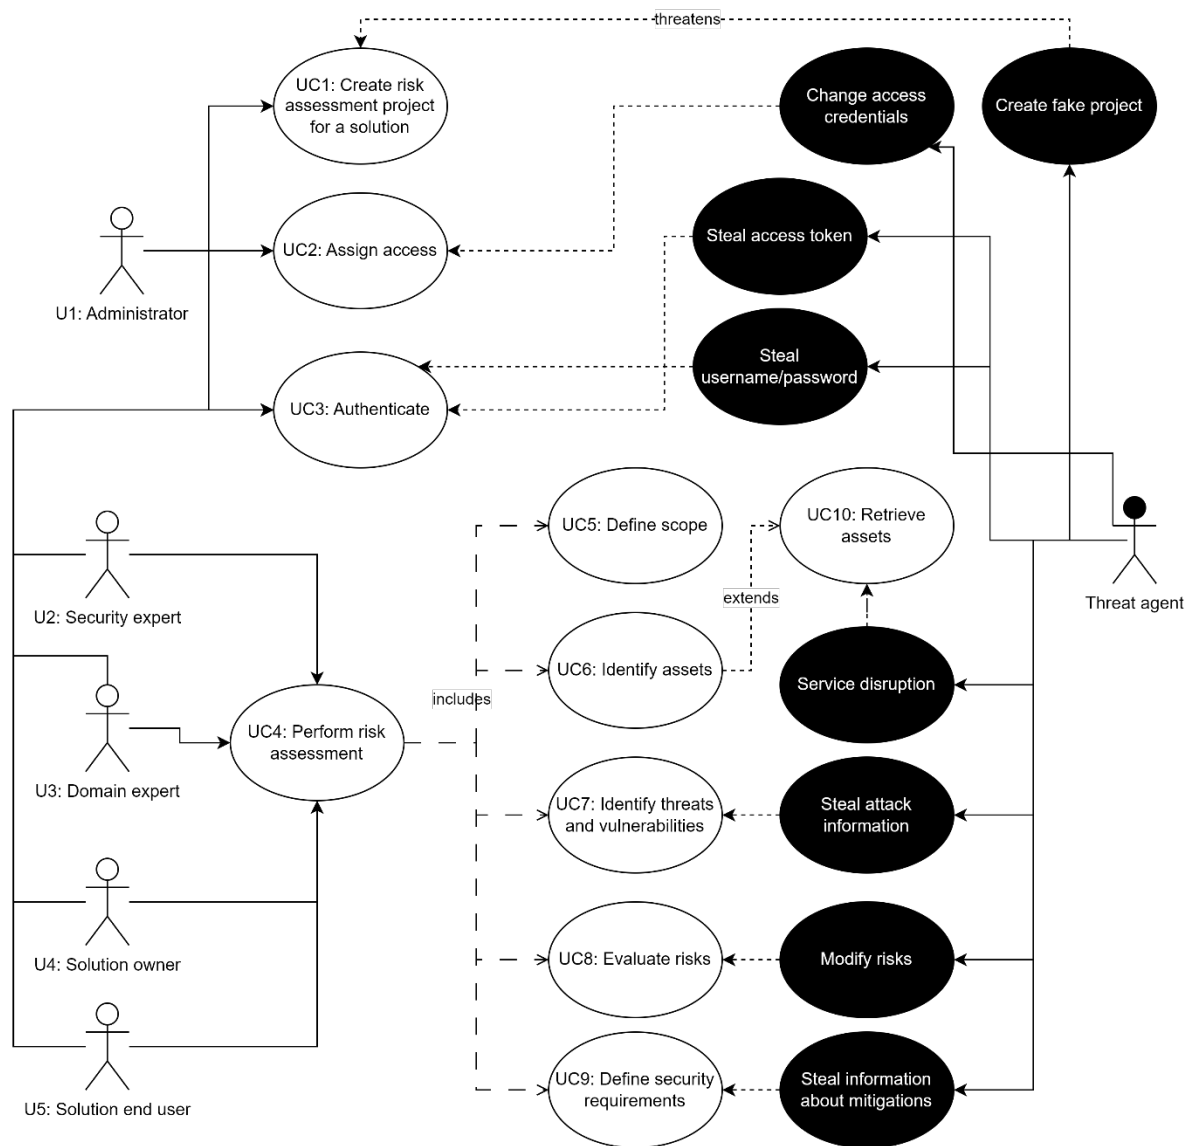 threatens
UC1: Create risk
assessment project
for a solution
Change access
credentials
Create fake project
UC2: Assign access
Steal access token
U1: Administrator
Steal
username/password
UC3: Authenticate
UC5: Define scope
UC10: Retrieve
assets
Threat agent
extends
U2: Security expert
UC6: Identify assets
Service disruption
includes
UC4: Perform risk
assessment
U3: Domain expert
UC7: Identify threats
and vulnerabilities
Steal attack
information
U4: Solution owner
UC8: Evaluate risks
Modify risks
UC9: Define security
requirements
Steal information
about mitigations
U5: Solution end user